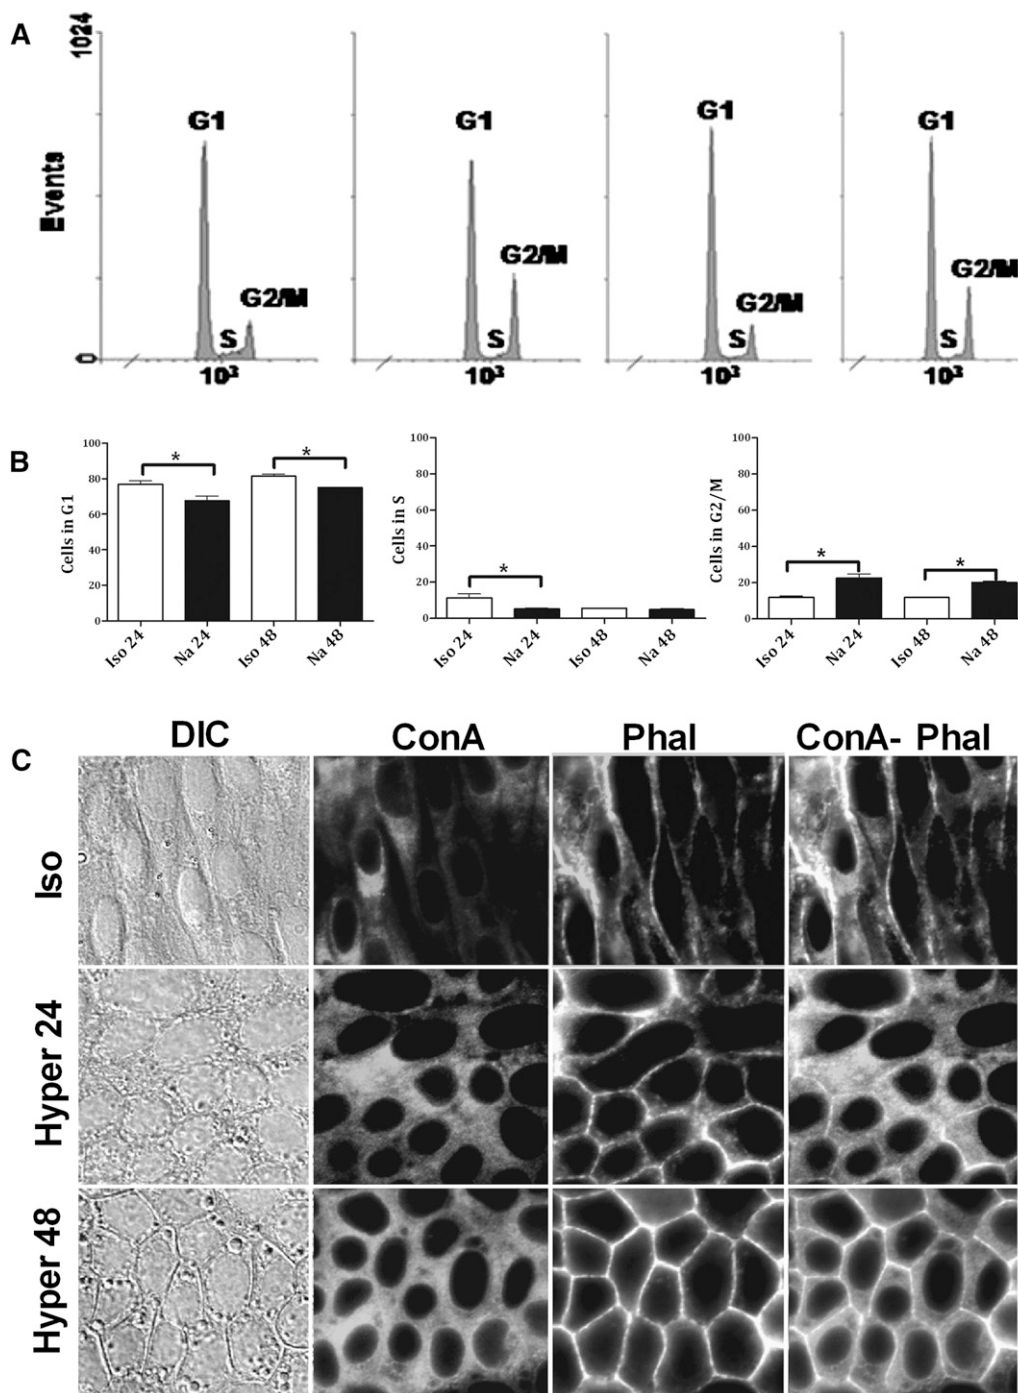 A
1024
Events
0
G1
S
G2/M
10³
G1
G2/M
S
10³
G1
G2/M
S
10³
G1
G2/M
S
10³
B
Cells in G1
100
80
60
40
20
0
*
*
Iso 24
Na 24
Iso 48
Na 48
Cells in S
100
80
60
40
20
0
*
Iso 24
Na 24
Iso 48
Na 48
Cells in G2/M
100
80
60
40
20
0
*
*
Iso 24
Na 24
Iso 48
Na 48
C
DIC ConA Phal ConA- Phal
Iso
Hyper 24
Hyper 48